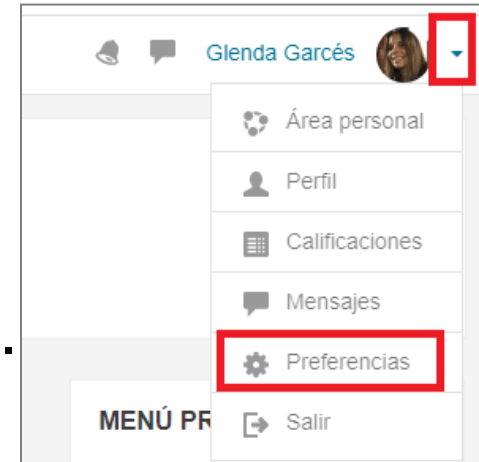 Glenda Garcés
Área personal
Perfil
Calificaciones
Mensajes
Preferencias
MENÚ PR
Salir